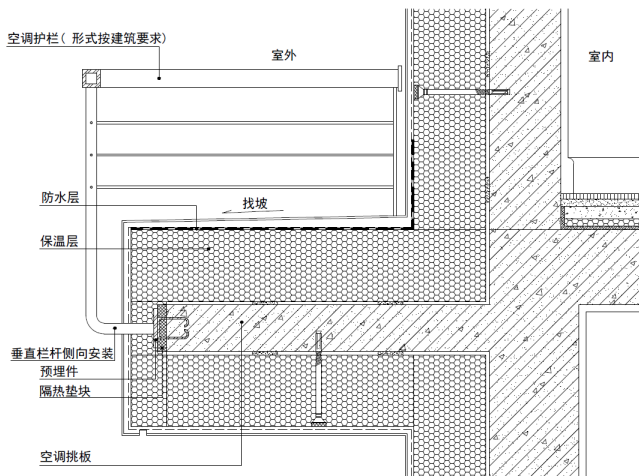 空调护栏( 形式按建筑要求)
室外
室内
防水层
找坡
保温层
垂直栏杆侧向安装
预埋件
隔热垫块
空调挑板